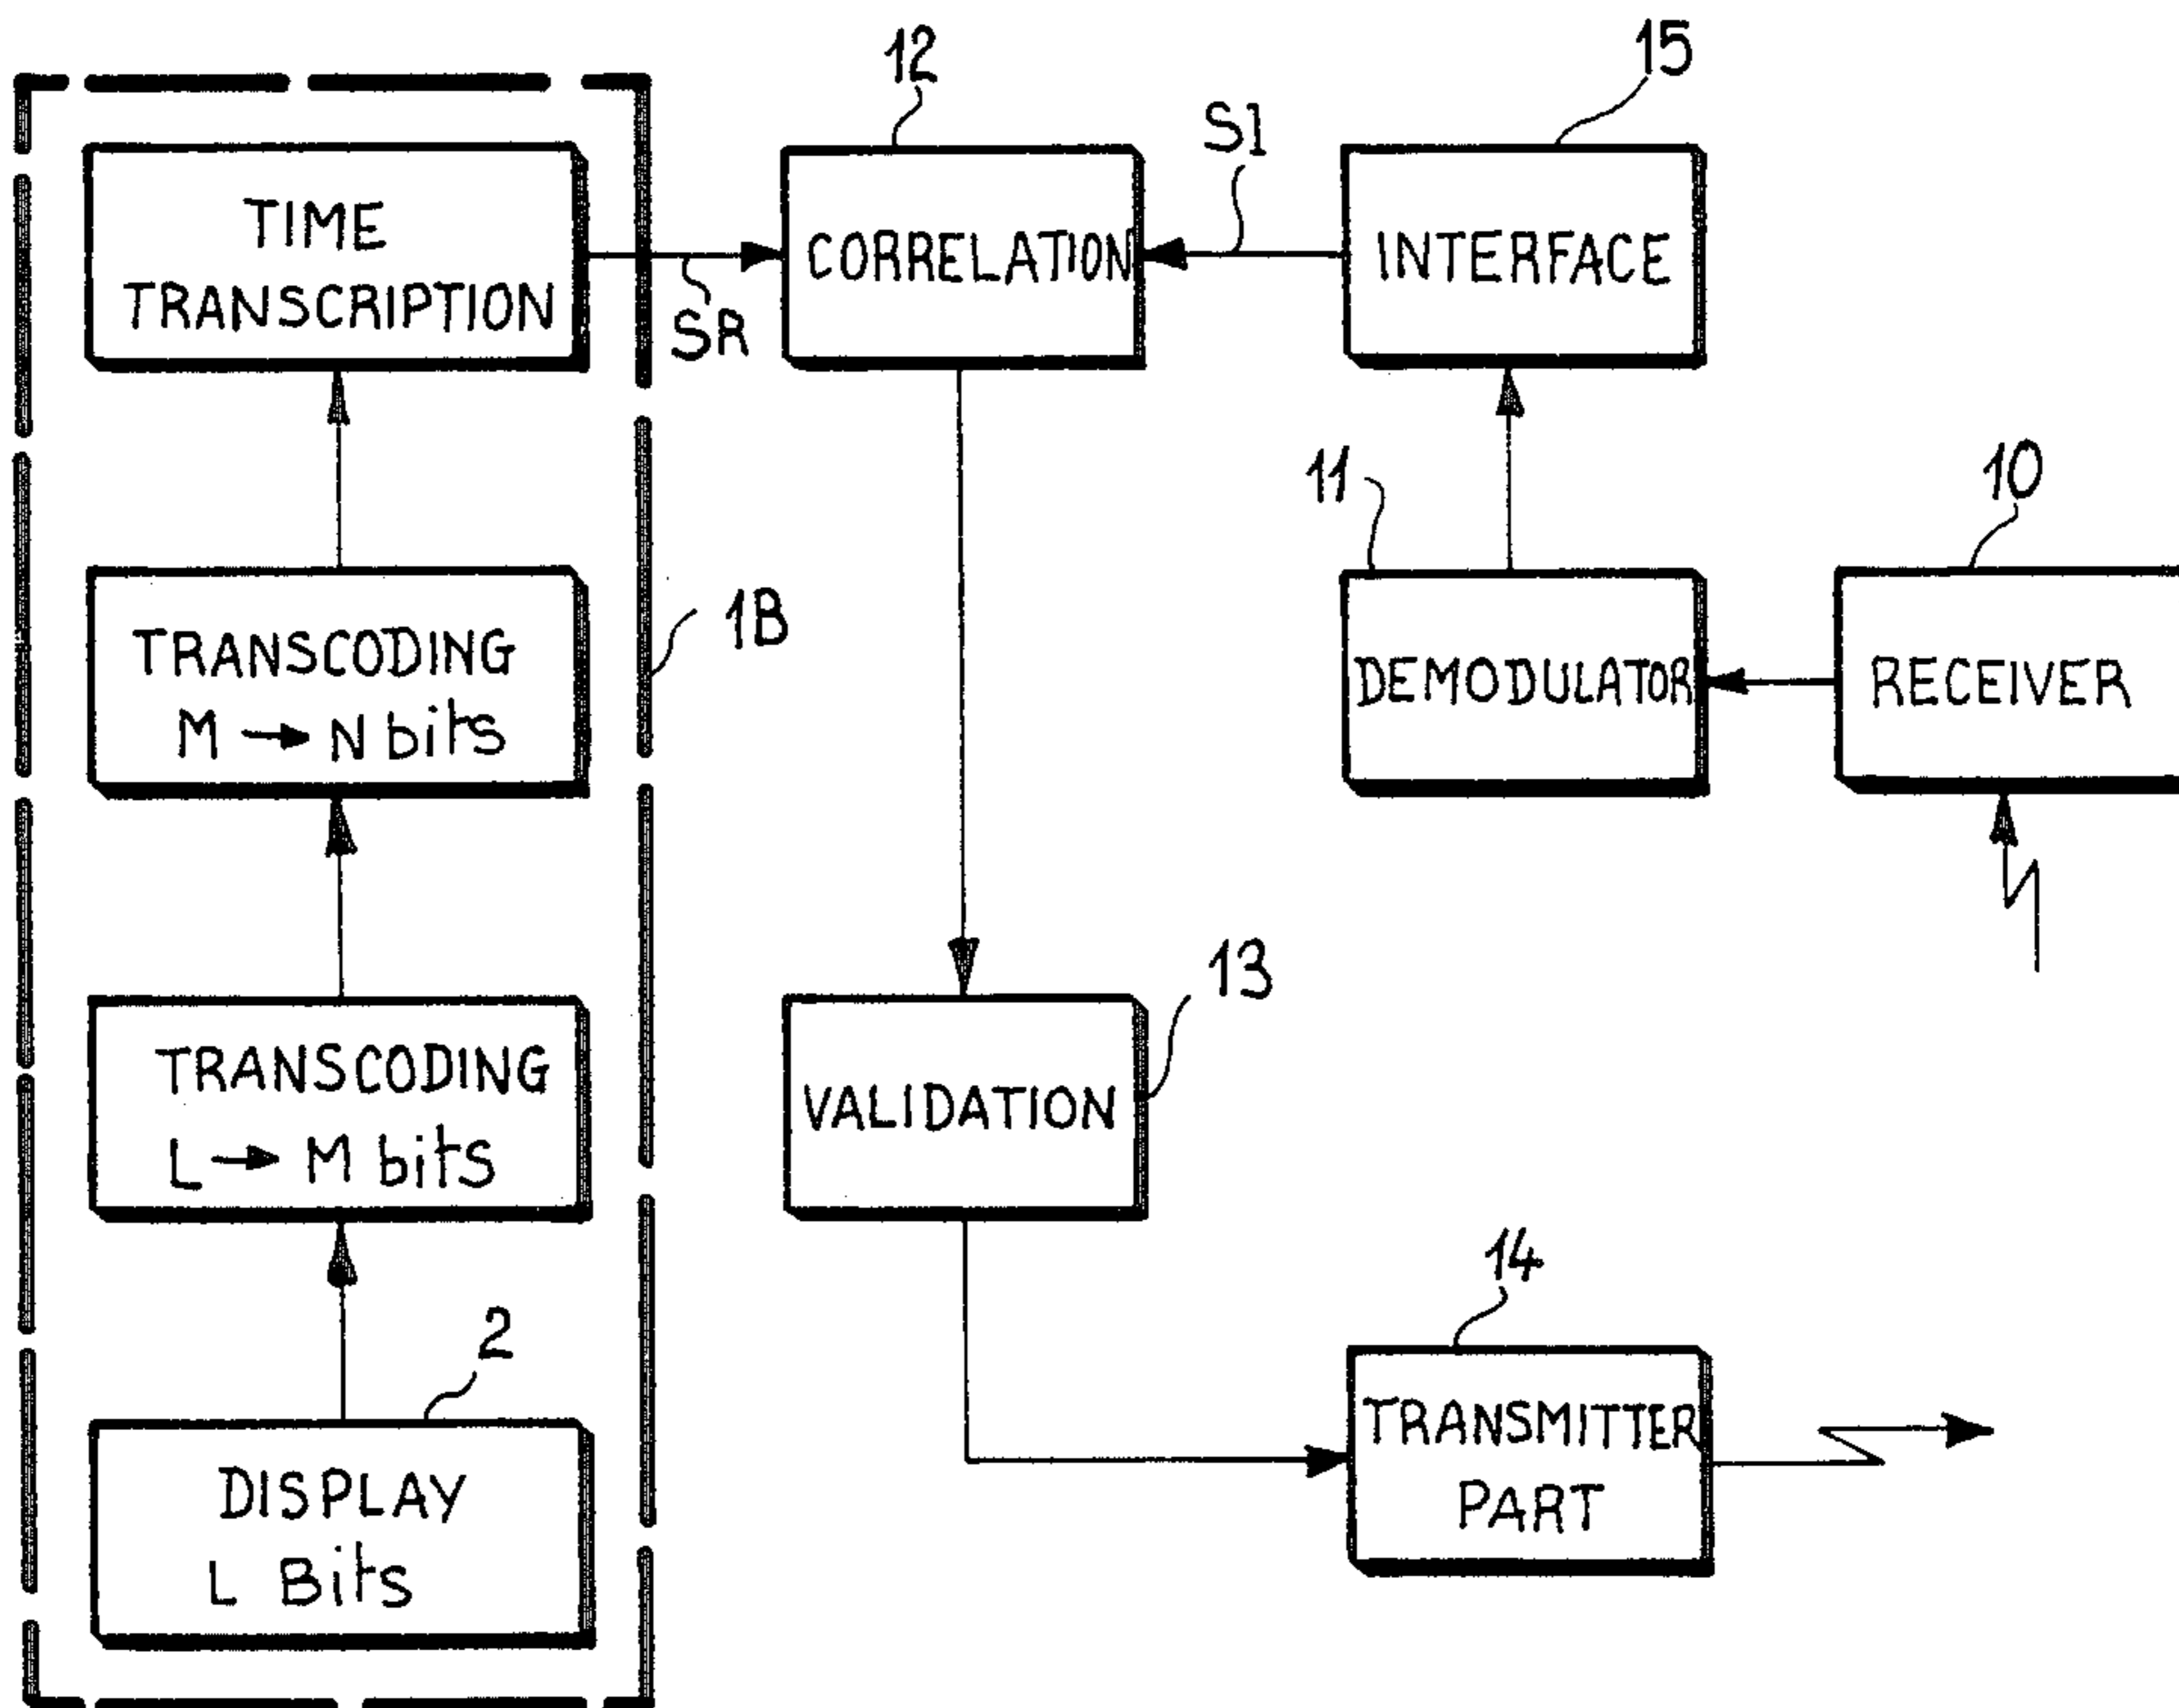 12
15
S1
TIME
TRANSCRIPTION
CORRELATION
INTERFACE
SR
11
10
1B
TRANSCODING
M → N bits
DEMODULATOR
RECEIVER
13
TRANSCODING
L → M bits
VALIDATION
14
2
TRANSMITTER
PART
DISPLAY
L Bits